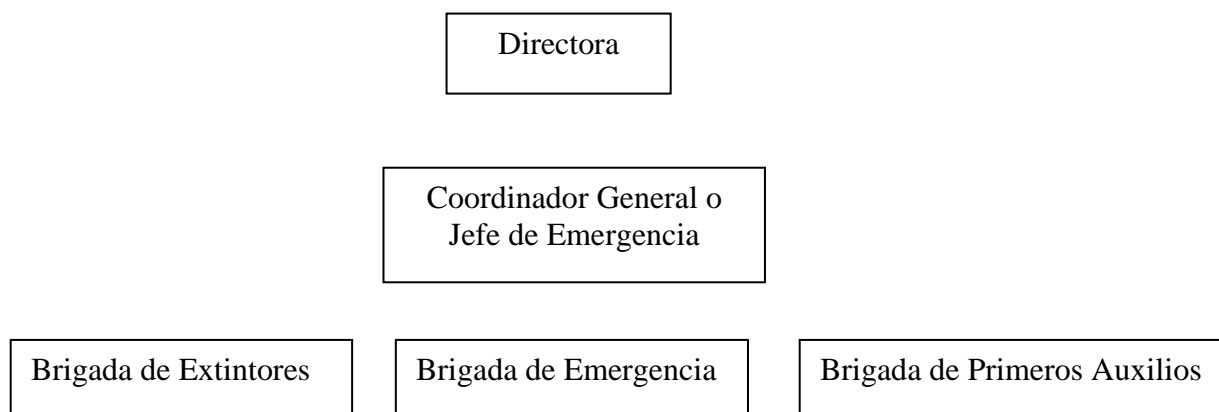 Directora
Coordinador General o
Jefe de Emergencia
Brigada de Extintores
Brigada de Emergencia
Brigada de Primeros Auxilios